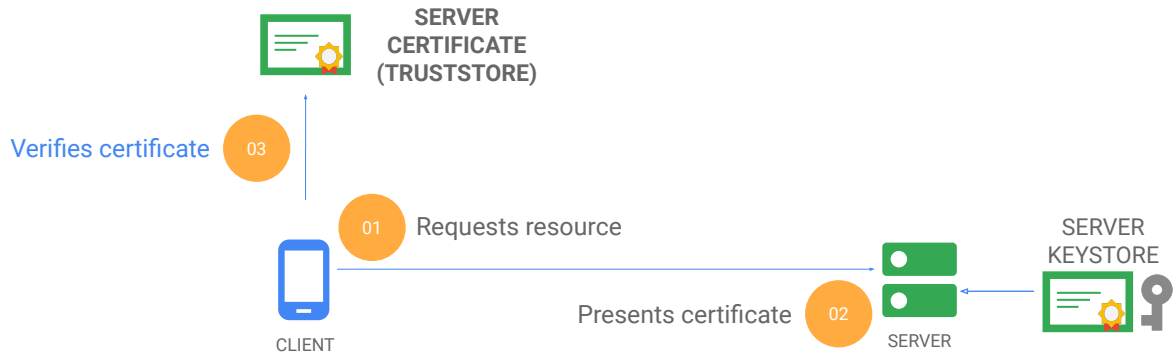 SERVER
CERTIFICATE
(TRUSTSTORE)
Verifies certificate
03
01
Requests resource
SERVER
KEYSTORE
Presents certificate
02
CLIENT
SERVER